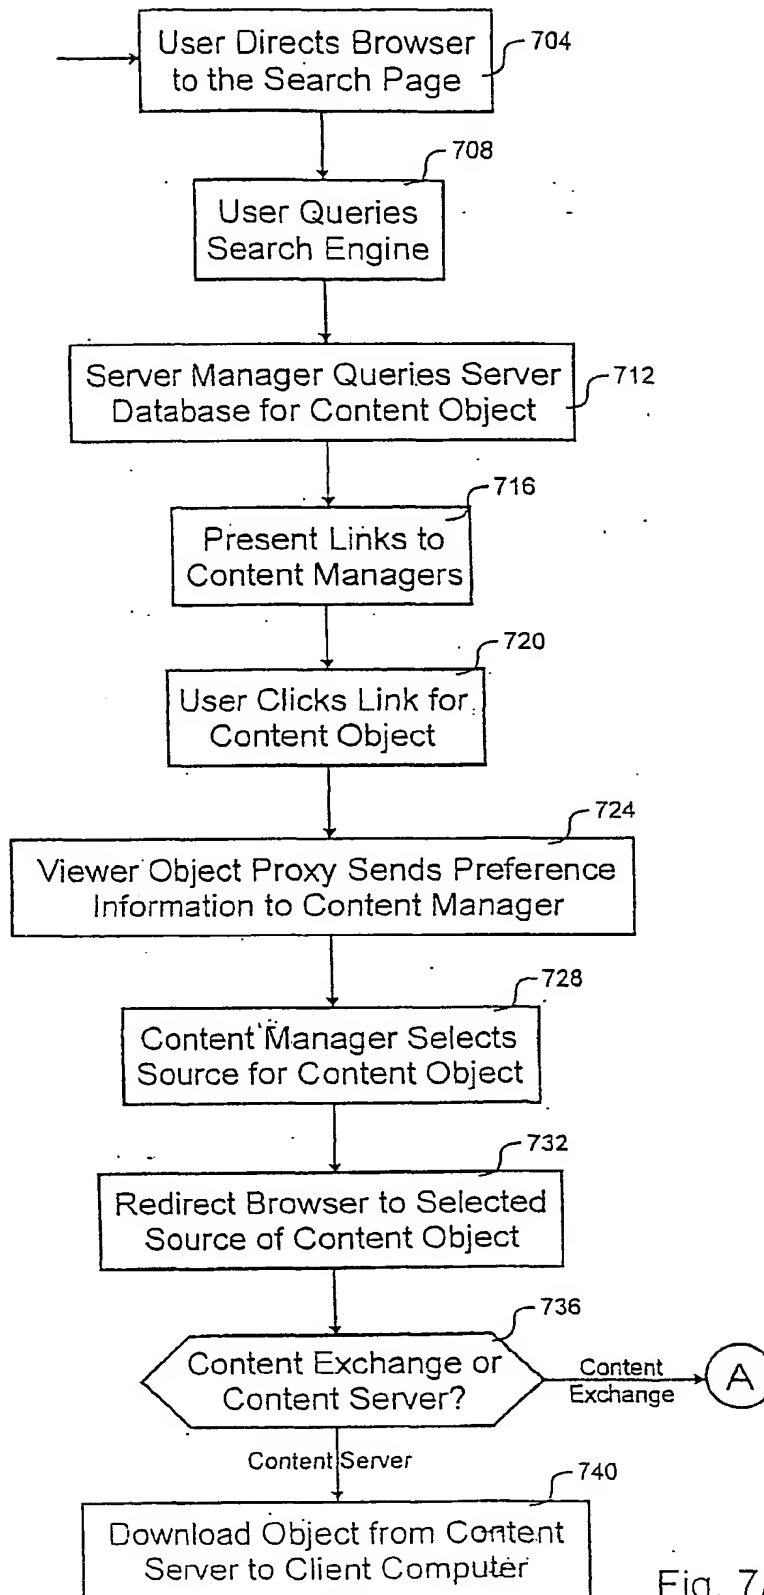 User Directs Browser
to the Search Page
704
708
User Queries
Search Engine
Server Manager Queries Server
Database for Content Object
712
716
Present Links to
Content Managers
720
User Clicks Link for
Content Object
724
Viewer Object Proxy Sends Preference
Information to Content Manager
728
Content Manager Selects
Source for Content Object
732
Redirect Browser to Selected
Source of Content Object
736
Content Exchange or
Content Server?
Content
Exchange
A
Content Server
740
Download Object from Content
Server to Client Computer
Fig.